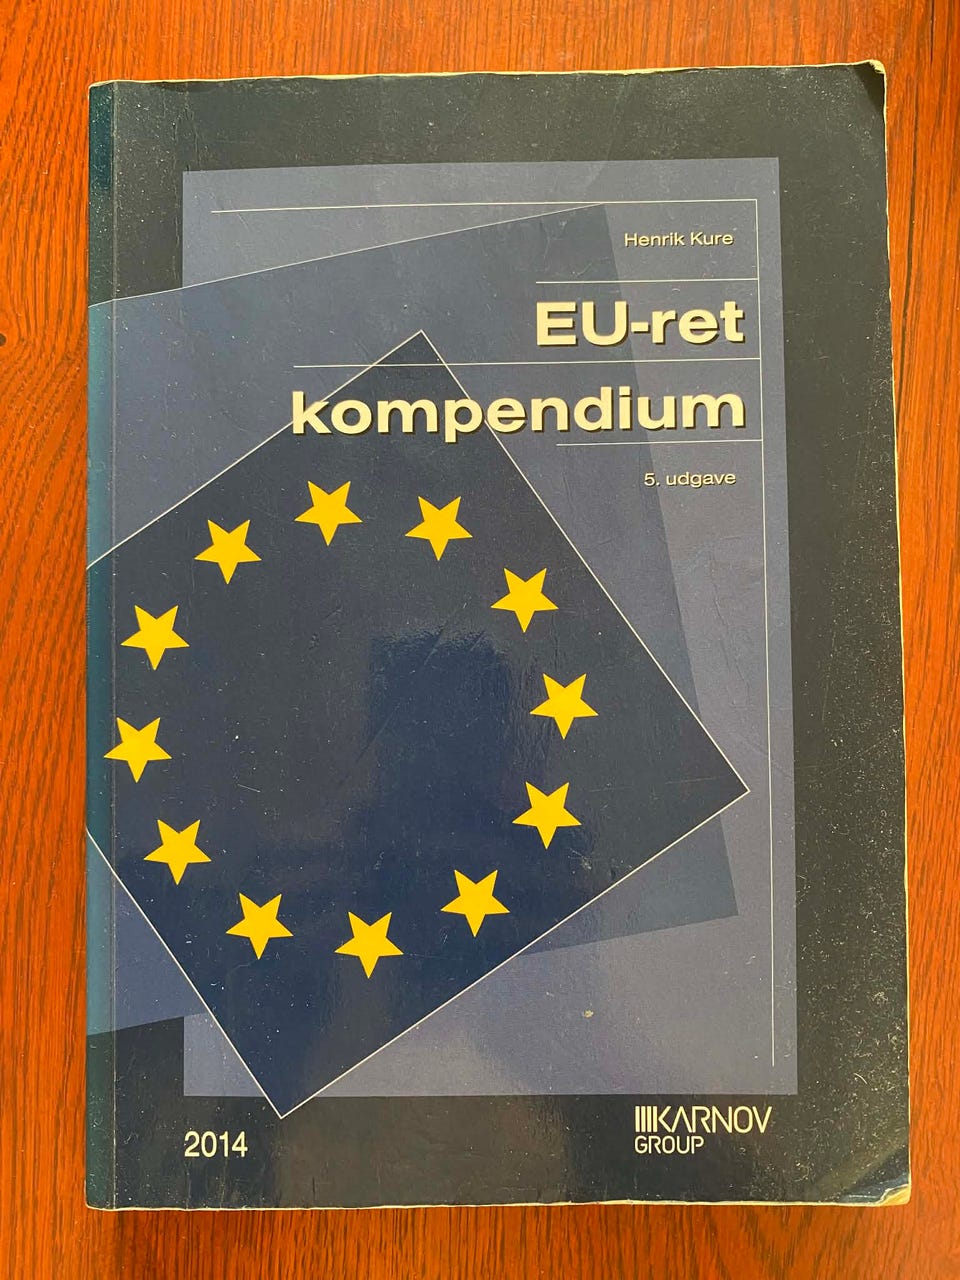 Henrik Kure
EU-ret
kompendium
5. udgave
2014
KARNOV
GROUP